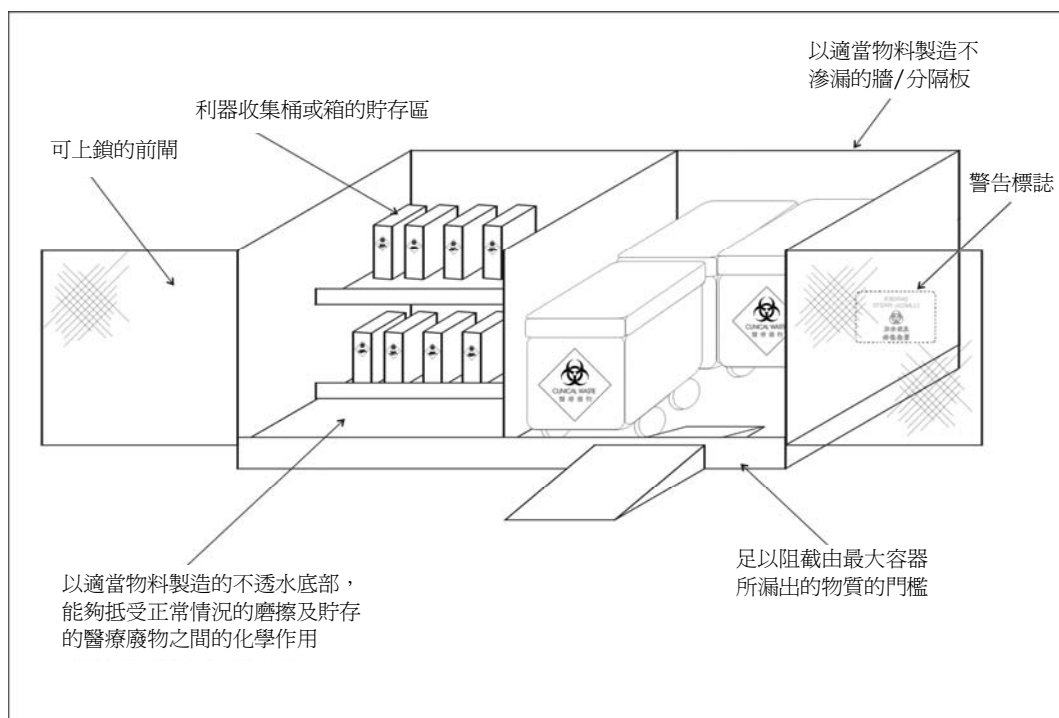 以適當物料製造不
滲漏的牆/分隔板
利器收集桶或箱的貯存區
可上鎖的前閘
警告標誌
CLINICAL WASTE
醫療廢物
CLINICAL WASTE
足以阻截由最大容器
所漏出的物質的門檻
以適當物料製造的不透水底部，
能夠抵受正常情況的磨擦及貯存
的醫療廢物之間的化學作用